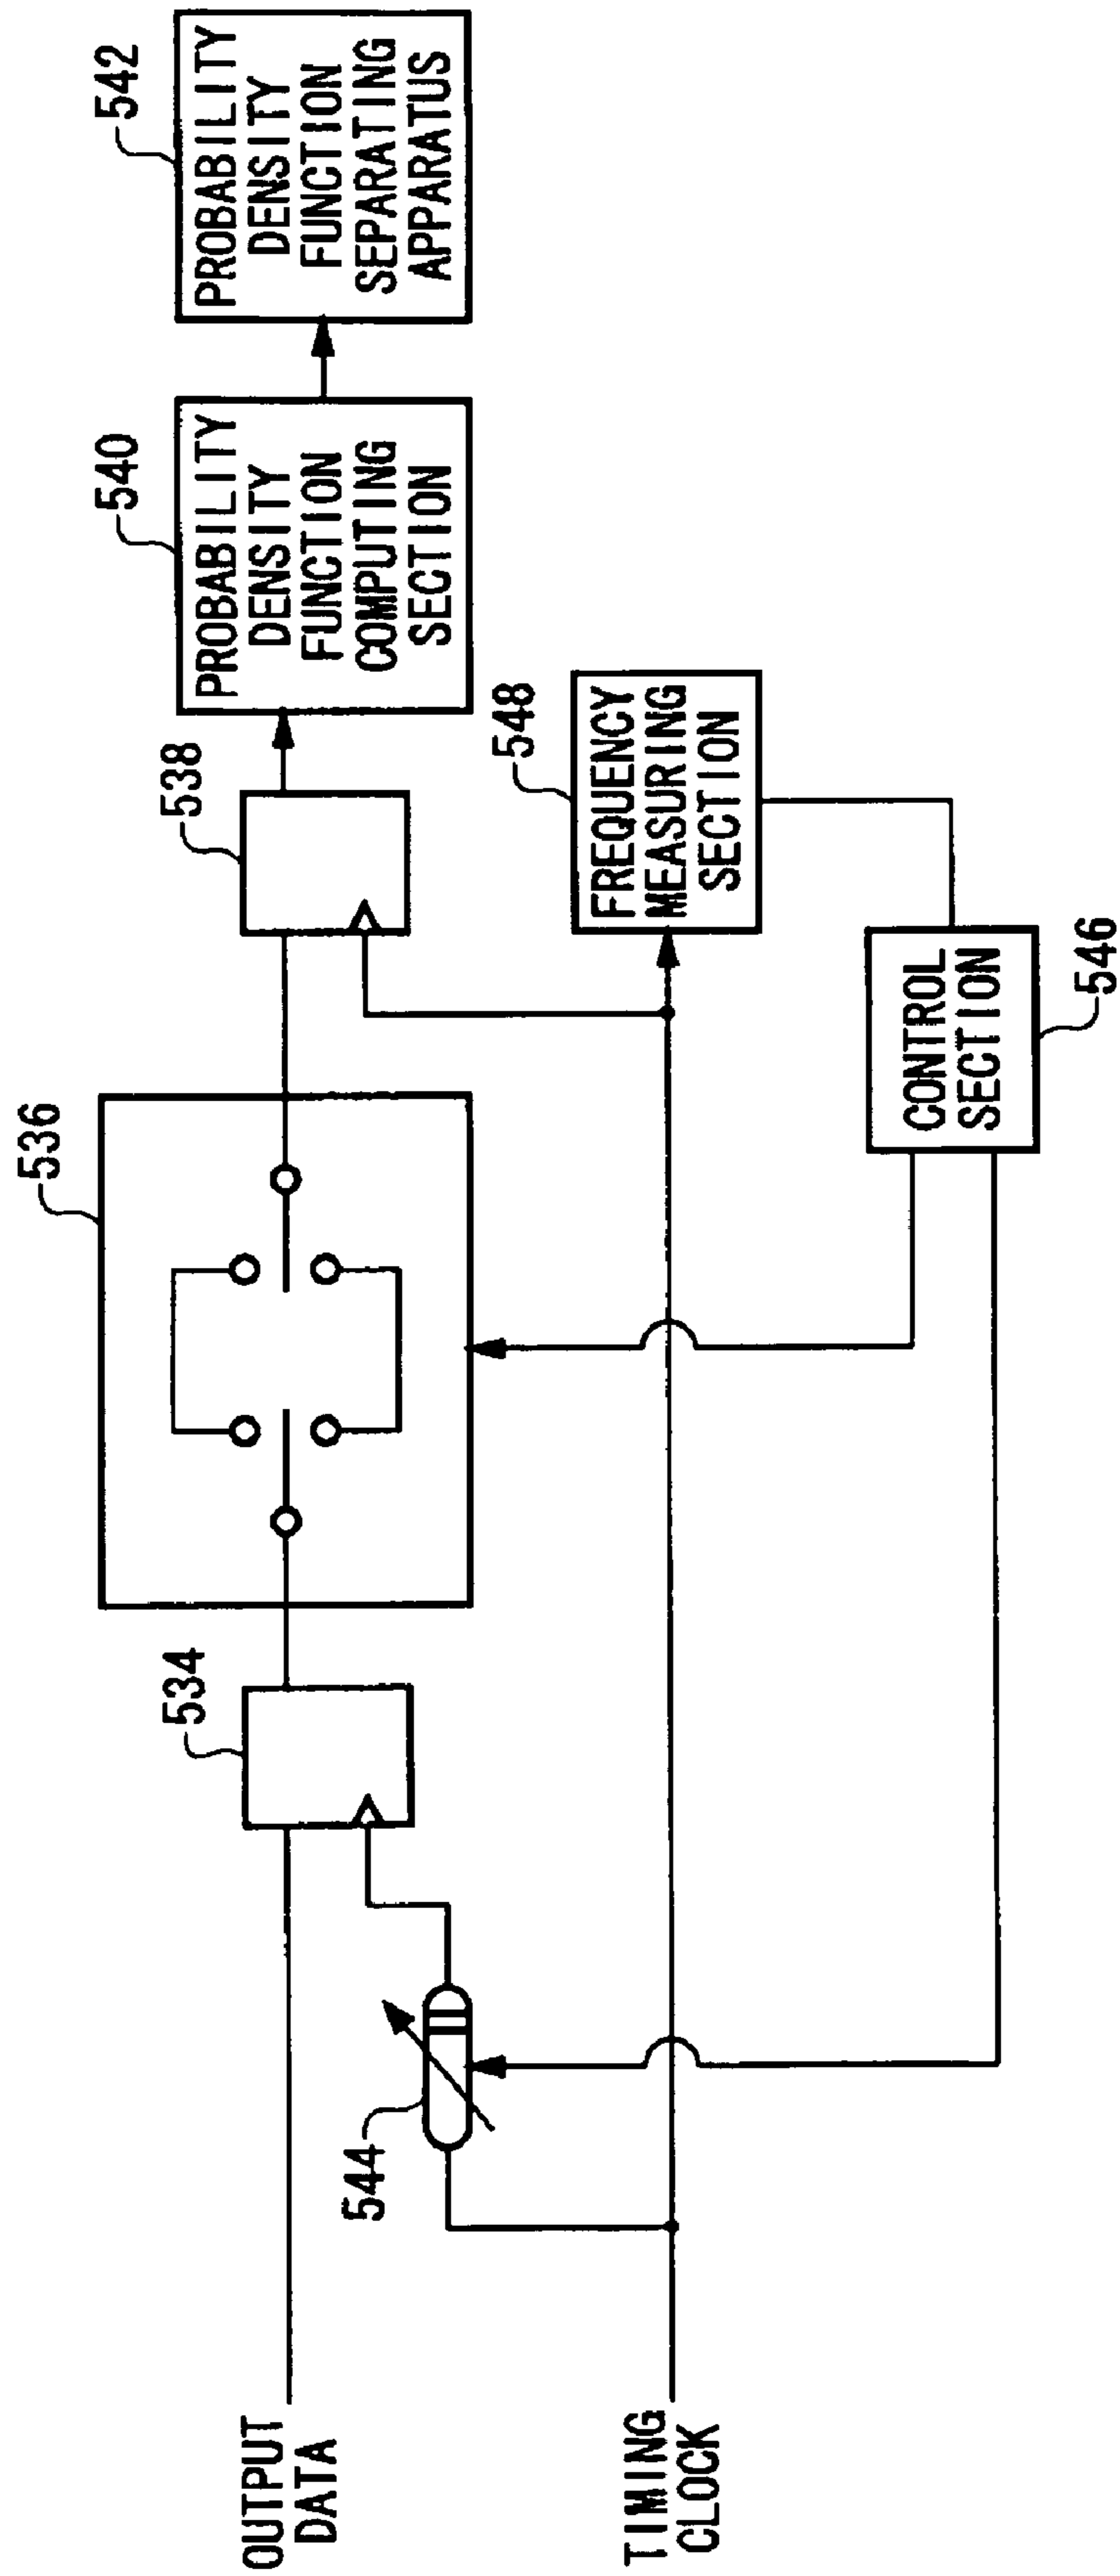 542
PROBABILITY
DENSITY
FUNCTION
SEPARATING
APPARATUS
540
PROBABILITY
DENSITY
FUNCTION
COMPUTING
SECTION
538
548
FREQUENCY
MEASURING
SECTION
536
CONTROL
SECTION
546
534
544
OUTPUT
DATA
TIMING
CLOCK